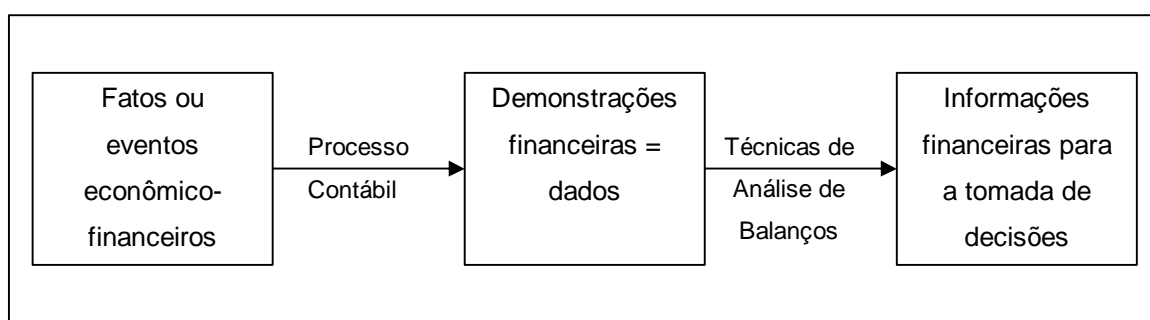 Fatos ou
eventos
econômico-
financeiros
Processo
Contábil
Demonstrações
financeiras =
dados
Técnicas de
Análise de
Balanços
Informações
financeiras para
a tomada de
decisões